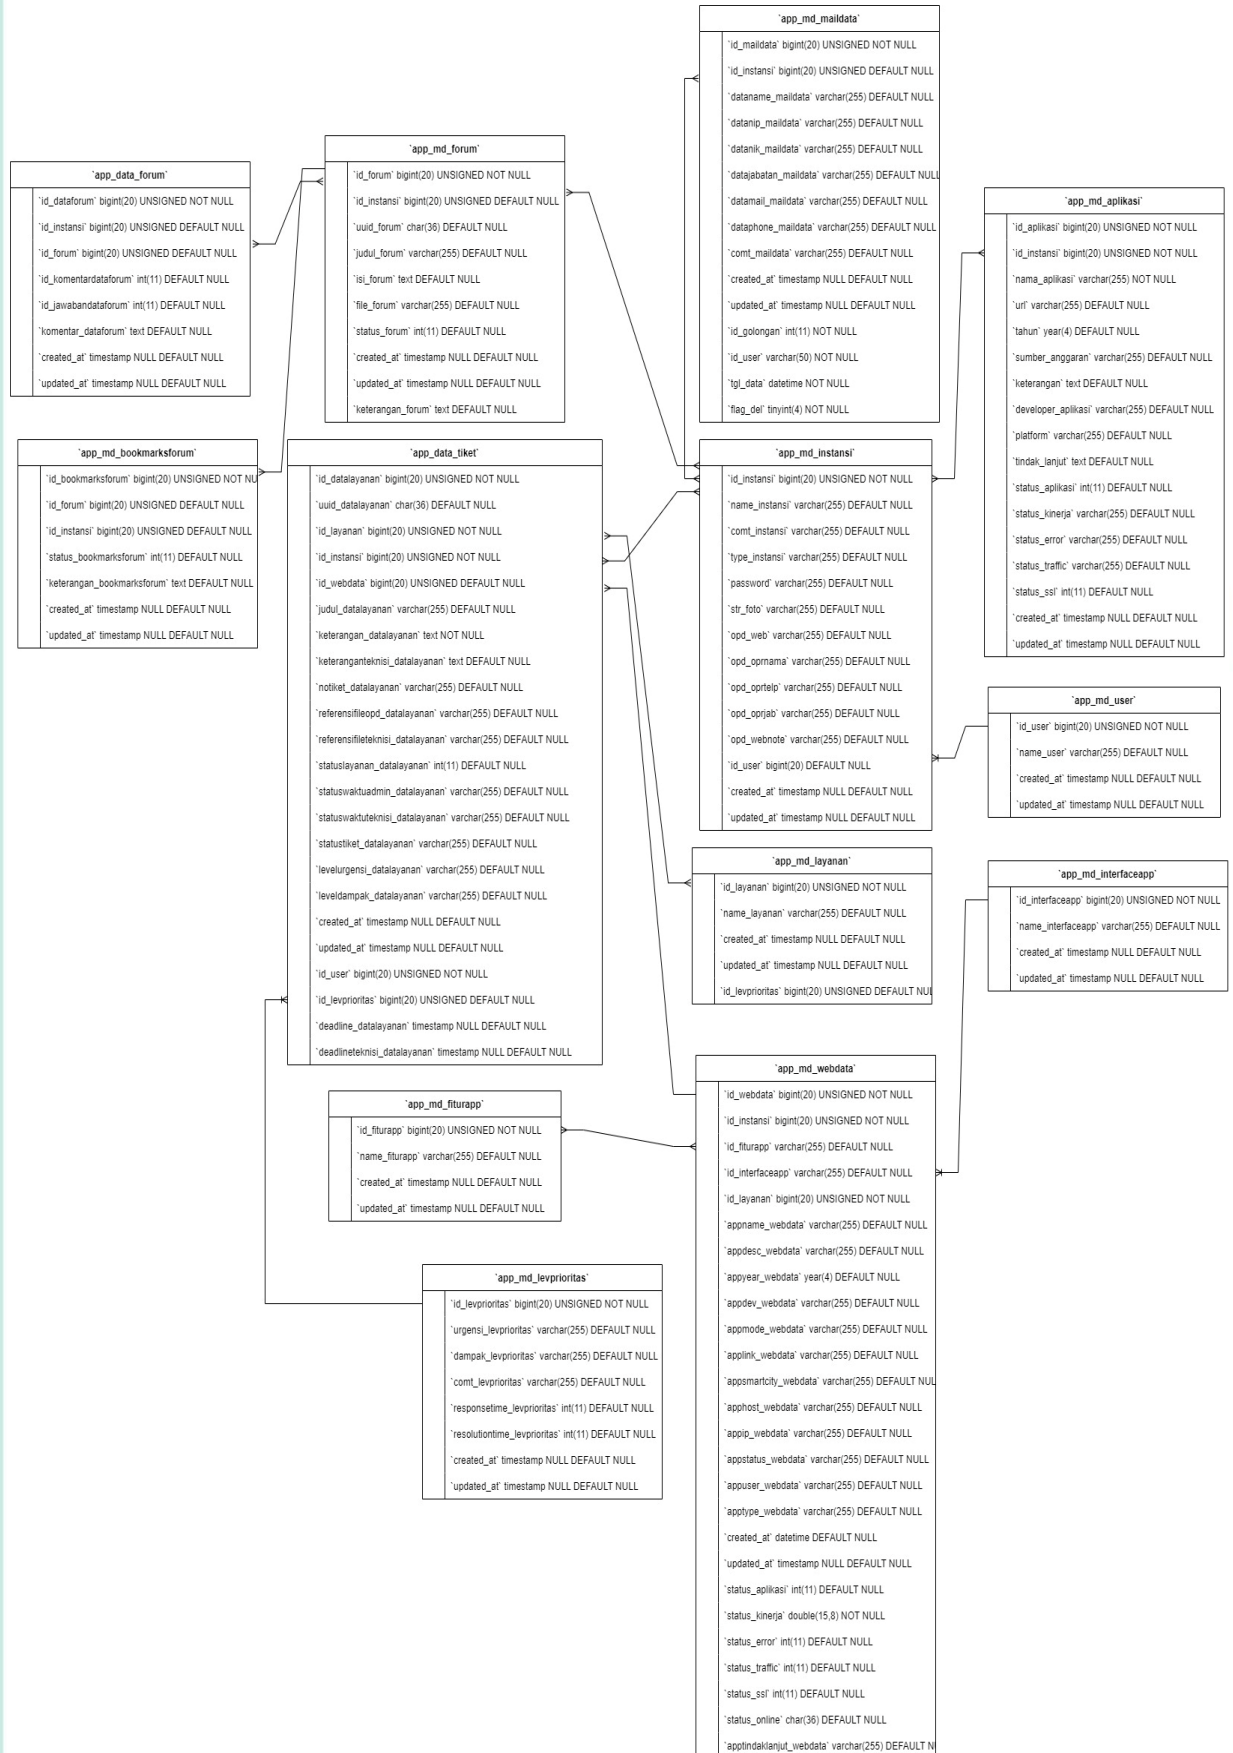 `app_md_maildata`
`id_maildata` bigint(20) UNSIGNED NOT NULL
`id_instansi` bigint(20) UNSIGNED DEFAULT NULL
`dataname_maildata` varchar(255) DEFAULT NULL
`datanip_maildata` varchar(255) DEFAULT NULL
`datanik_maildata` varchar(255) DEFAULT NULL
`datajabatan_maildata` varchar(255) DEFAULT NULL
`datamail_maildata` varchar(255) DEFAULT NULL
`dataphone_maildata` varchar(255) DEFAULT NULL
`comt_maildata` varchar(255) DEFAULT NULL
`created_at` timestamp NULL DEFAULT NULL
`updated_at` timestamp NULL DEFAULT NULL
`id_golongan` int(11) NOT NULL
`id_user` varchar(50) NOT NULL
`tgl_data` datetime NOT NULL
`flag_del` tinyint(4) NOT NULL
`app_md_forum`
`id_forum` bigint(20) UNSIGNED NOT NULL
`id_instansi` bigint(20) UNSIGNED DEFAULT NULL
`uuid_forum` char(36) DEFAULT NULL
`judul_forum` varchar(255) DEFAULT NULL
`isi_forum` text DEFAULT NULL
`file_forum` varchar(255) DEFAULT NULL
`status_forum` int(11) DEFAULT NULL
`created_at` timestamp NULL DEFAULT NULL
`updated_at` timestamp NULL DEFAULT NULL
`keterangan_forum` text DEFAULT NULL
`app_data_forum`
`id_dataforum` bigint(20) UNSIGNED NOT NULL
`id_instansi` bigint(20) UNSIGNED DEFAULT NULL
`id_forum` bigint(20) UNSIGNED DEFAULT NULL
`id_komentardataforum` int(11) DEFAULT NULL
`id_jawabandataforum` int(11) DEFAULT NULL
`komentar_dataforum` text DEFAULT NULL
`created_at` timestamp NULL DEFAULT NULL
`updated_at` timestamp NULL DEFAULT NULL
`app_md_aplikasi`
`id_aplikasi` bigint(20) UNSIGNED NOT NULL
`id_instansi` bigint(20) UNSIGNED NOT NULL
`nama_aplikasi` varchar(255) NOT NULL
`url` varchar(255) DEFAULT NULL
`tahun` year(4) DEFAULT NULL
`sumber_anggaran` varchar(255) DEFAULT NULL
`keterangan` text DEFAULT NULL
`developer_aplikasi` varchar(255) DEFAULT NULL
`platform` varchar(255) DEFAULT NULL
`tindak_lanjut` text DEFAULT NULL
`status_aplikasi` int(11) DEFAULT NULL
`status_kinerja` varchar(255) DEFAULT NULL
`status_error` varchar(255) DEFAULT NULL
`status_traffic` varchar(255) DEFAULT NULL
`status_ssl` int(11) DEFAULT NULL
`created_at` timestamp NULL DEFAULT NULL
`updated_at` timestamp NULL DEFAULT NULL
`app_md_bookmarksforum`
`id_bookmarksforum` bigint(20) UNSIGNED NOT NU
`id_forum` bigint(20) UNSIGNED DEFAULT NULL
`id_instansi` bigint(20) UNSIGNED DEFAULT NULL
`status_bookmarksforum` int(11) DEFAULT NULL
`keterangan_bookmarksforum` text DEFAULT NULL
`created_at` timestamp NULL DEFAULT NULL
`updated_at` timestamp NULL DEFAULT NULL
`app_data_tiket`
`id_datalayanan` bigint(20) UNSIGNED NOT NULL
`uuid_datalayanan` char(36) DEFAULT NULL
`id_layanan` bigint(20) UNSIGNED NOT NULL
`id_instansi` bigint(20) UNSIGNED NOT NULL
`id_webdata` bigint(20) UNSIGNED DEFAULT NULL
`judul_datalayanan` varchar(255) DEFAULT NULL
`keterangan_datalayanan` text NOT NULL
`keteranganteknisi_datalayanan` text DEFAULT NULL
`notiket_datalayanan` varchar(255) DEFAULT NULL
`referensifileopd_datalayanan` varchar(255) DEFAULT NULL
`referensifileteknisi_datalayanan` varchar(255) DEFAULT NULL
`statuslayanan_datalayanan` int(11) DEFAULT NULL
`statuswaktuadmin_datalayanan` varchar(255) DEFAULT NULL
`statuswaktuteknisi_datalayanan` varchar(255) DEFAULT NULL
`statustiket_datalayanan` varchar(255) DEFAULT NULL
`levelurgensi_datalayanan` varchar(255) DEFAULT NULL
`leveldampak_datalayanan` varchar(255) DEFAULT NULL
`created_at` timestamp NULL DEFAULT NULL
`updated_at` timestamp NULL DEFAULT NULL
`id_user` bigint(20) UNSIGNED NOT NULL
`id_levprioritas` bigint(20) UNSIGNED DEFAULT NULL
`deadline_datalayanan` timestamp NULL DEFAULT NULL
`deadlineteknisi_datalayanan` timestamp NULL DEFAULT NULL
`app_md_instansi`
`id_instansi` bigint(20) UNSIGNED NOT NULL
`name_instansi` varchar(255) DEFAULT NULL
`comt_instansi` varchar(255) DEFAULT NULL
`type_instansi` varchar(255) DEFAULT NULL
`password` varchar(255) DEFAULT NULL
`str_foto` varchar(255) DEFAULT NULL
`opd_web` varchar(255) DEFAULT NULL
`opd_oprnama` varchar(255) DEFAULT NULL
`opd_oprtelp` varchar(255) DEFAULT NULL
`opd_oprjab` varchar(255) DEFAULT NULL
`opd_webnote` varchar(255) DEFAULT NULL
`id_user` bigint(20) DEFAULT NULL
`created_at` timestamp NULL DEFAULT NULL
`updated_at` timestamp NULL DEFAULT NULL
`app_md_user`
`id_user` bigint(20) UNSIGNED NOT NULL
`name_user` varchar(255) DEFAULT NULL
`created_at` timestamp NULL DEFAULT NULL
`updated_at` timestamp NULL DEFAULT NULL
`app_md_layanan`
`id_layanan` bigint(20) UNSIGNED NOT NULL
`name_layanan` varchar(255) DEFAULT NULL
`created_at` timestamp NULL DEFAULT NULL
`updated_at` timestamp NULL DEFAULT NULL
`id_levprioritas` bigint(20) UNSIGNED DEFAULT NUL
`app_md_interfaceapp`
`id_interfaceapp` bigint(20) UNSIGNED NOT NULL
`name_interfaceapp` varchar(255) DEFAULT NULL
`created_at` timestamp NULL DEFAULT NULL
`updated_at` timestamp NULL DEFAULT NULL
`app_md_fiturapp`
`id_fiturapp` bigint(20) UNSIGNED NOT NULL
`name_fiturapp` varchar(255) DEFAULT NULL
`created_at` timestamp NULL DEFAULT NULL
`updated_at` timestamp NULL DEFAULT NULL
`app_md_webdata`
`id_webdata` bigint(20) UNSIGNED NOT NULL
`id_instansi` bigint(20) UNSIGNED NOT NULL
`id_fiturapp` varchar(255) DEFAULT NULL
`id_interfaceapp` varchar(255) DEFAULT NULL
`id_layanan` bigint(20) UNSIGNED NOT NULL
`appname_webdata` varchar(255) DEFAULT NULL
`appdesc_webdata` varchar(255) DEFAULT NULL
`appyear_webdata` year(4) DEFAULT NULL
`appdev_webdata` varchar(255) DEFAULT NULL
`appmode_webdata` varchar(255) DEFAULT NULL
`applink_webdata` varchar(255) DEFAULT NULL
`appsmartcity_webdata` varchar(255) DEFAULT NUL
`apphost_webdata` varchar(255) DEFAULT NULL
`appip_webdata` varchar(255) DEFAULT NULL
`appstatus_webdata` varchar(255) DEFAULT NULL
`appuser_webdata` varchar(255) DEFAULT NULL
`apptype_webdata` varchar(255) DEFAULT NULL
`created_at` datetime DEFAULT NULL
`updated_at` timestamp NULL DEFAULT NULL
`status_aplikasi` int(11) DEFAULT NULL
`status_kinerja` double(15,8) NOT NULL
`status_error` int(11) DEFAULT NULL
`status_traffic` int(11) DEFAULT NULL
`status_ssl` int(11) DEFAULT NULL
`status_online` char(36) DEFAULT NULL
`apptindaklanjut_webdata` varchar(255) DEFAULT N
`app_md_levprioritas`
`id_levprioritas` bigint(20) UNSIGNED NOT NULL
`urgensi_levprioritas` varchar(255) DEFAULT NULL
`dampak_levprioritas` varchar(255) DEFAULT NULL
`comt_levprioritas` varchar(255) DEFAULT NULL
`responsetime_levprioritas` int(11) DEFAULT NULL
`resolutiontime_levprioritas` int(11) DEFAULT NULL
`created_at` timestamp NULL DEFAULT NULL
`updated_at` timestamp NULL DEFAULT NULL